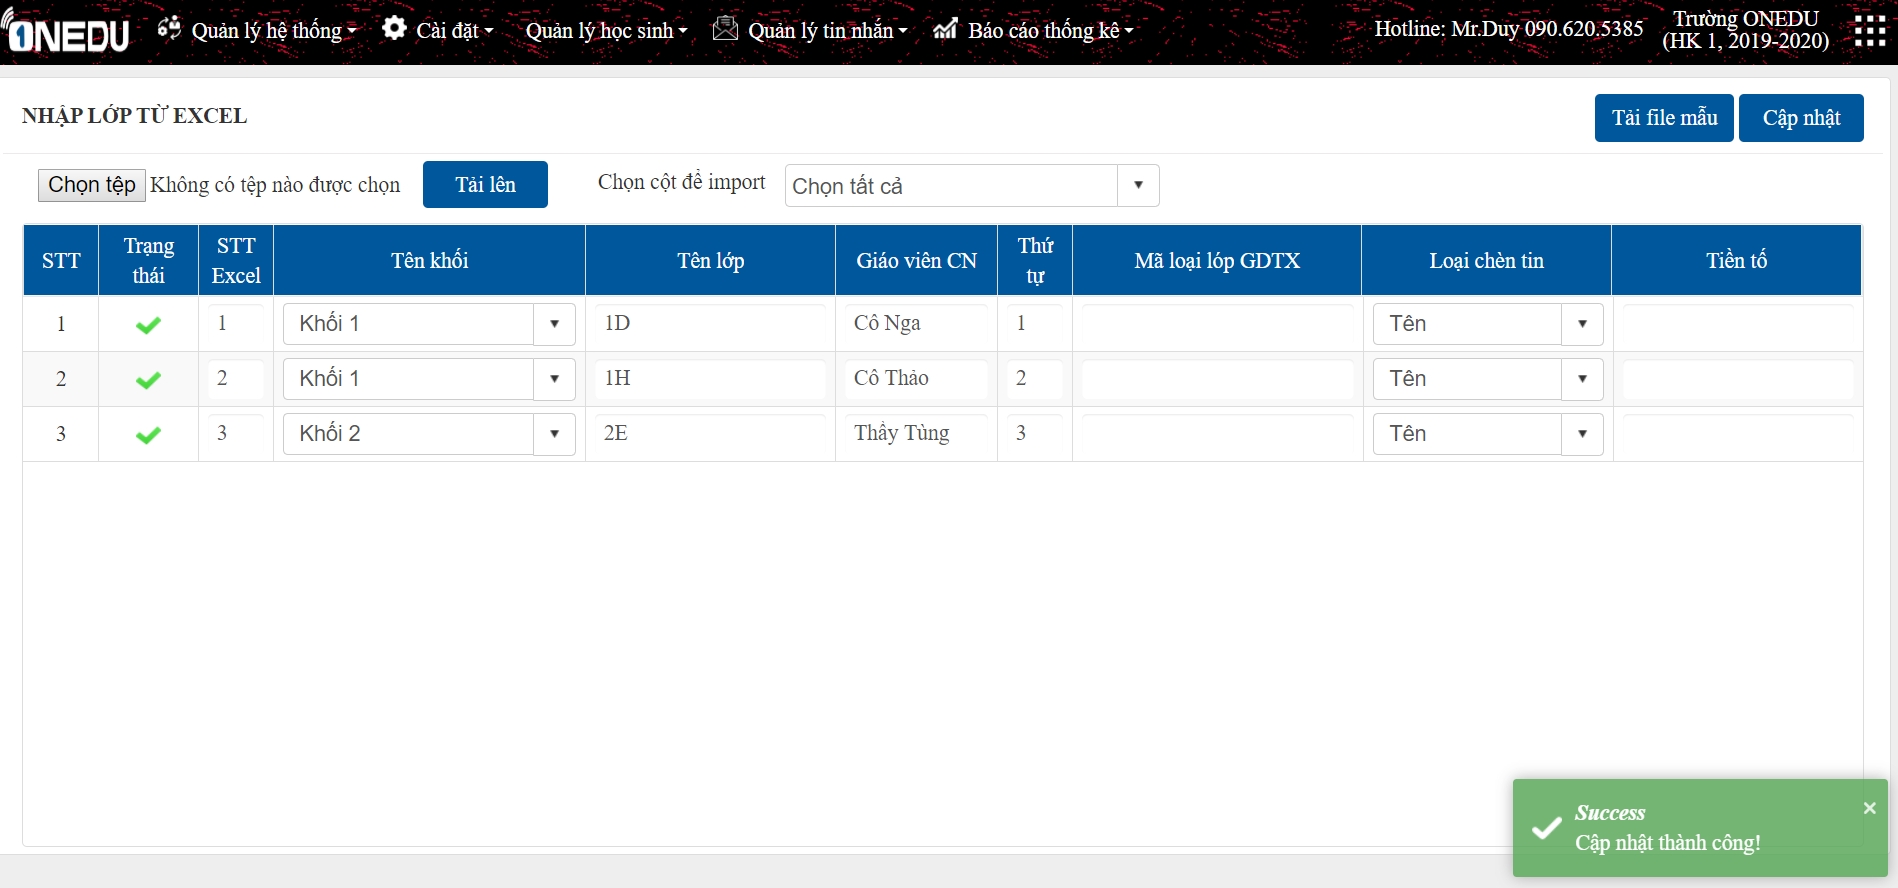 ONEDU
Quản lý hệ thống
Cài đặt
Quản lý học sinh
Quản lý tin nhắn
Báo cáo thống kê
Hotline: Mr.Duy 090.620.5385
Trường ONEDU
(HK 1, 2019-2020)
NHẬP LỚP TỪ EXCEL
Tải file mẫu
Cập nhật
Chọn tệp Không có tệp nào được chọn
Tải lên
Chọn cột để import
Chọn tất cả
STT
Trạng
thái
STT
Excel
Tên khối
Tên lớp
Giáo viên CN
Thứ
tự
Mã loại lóp GDTX
Loại chèn tin
Tiền tố
1 1 Khối 1 1D Cô Nga 1 Tên
2 2 Khối 1 1H Cô Thảo 2 Tên
3 3 Khối 2 2E Thầy Tùng 3 Tên
Success
Cập nhật thành công!